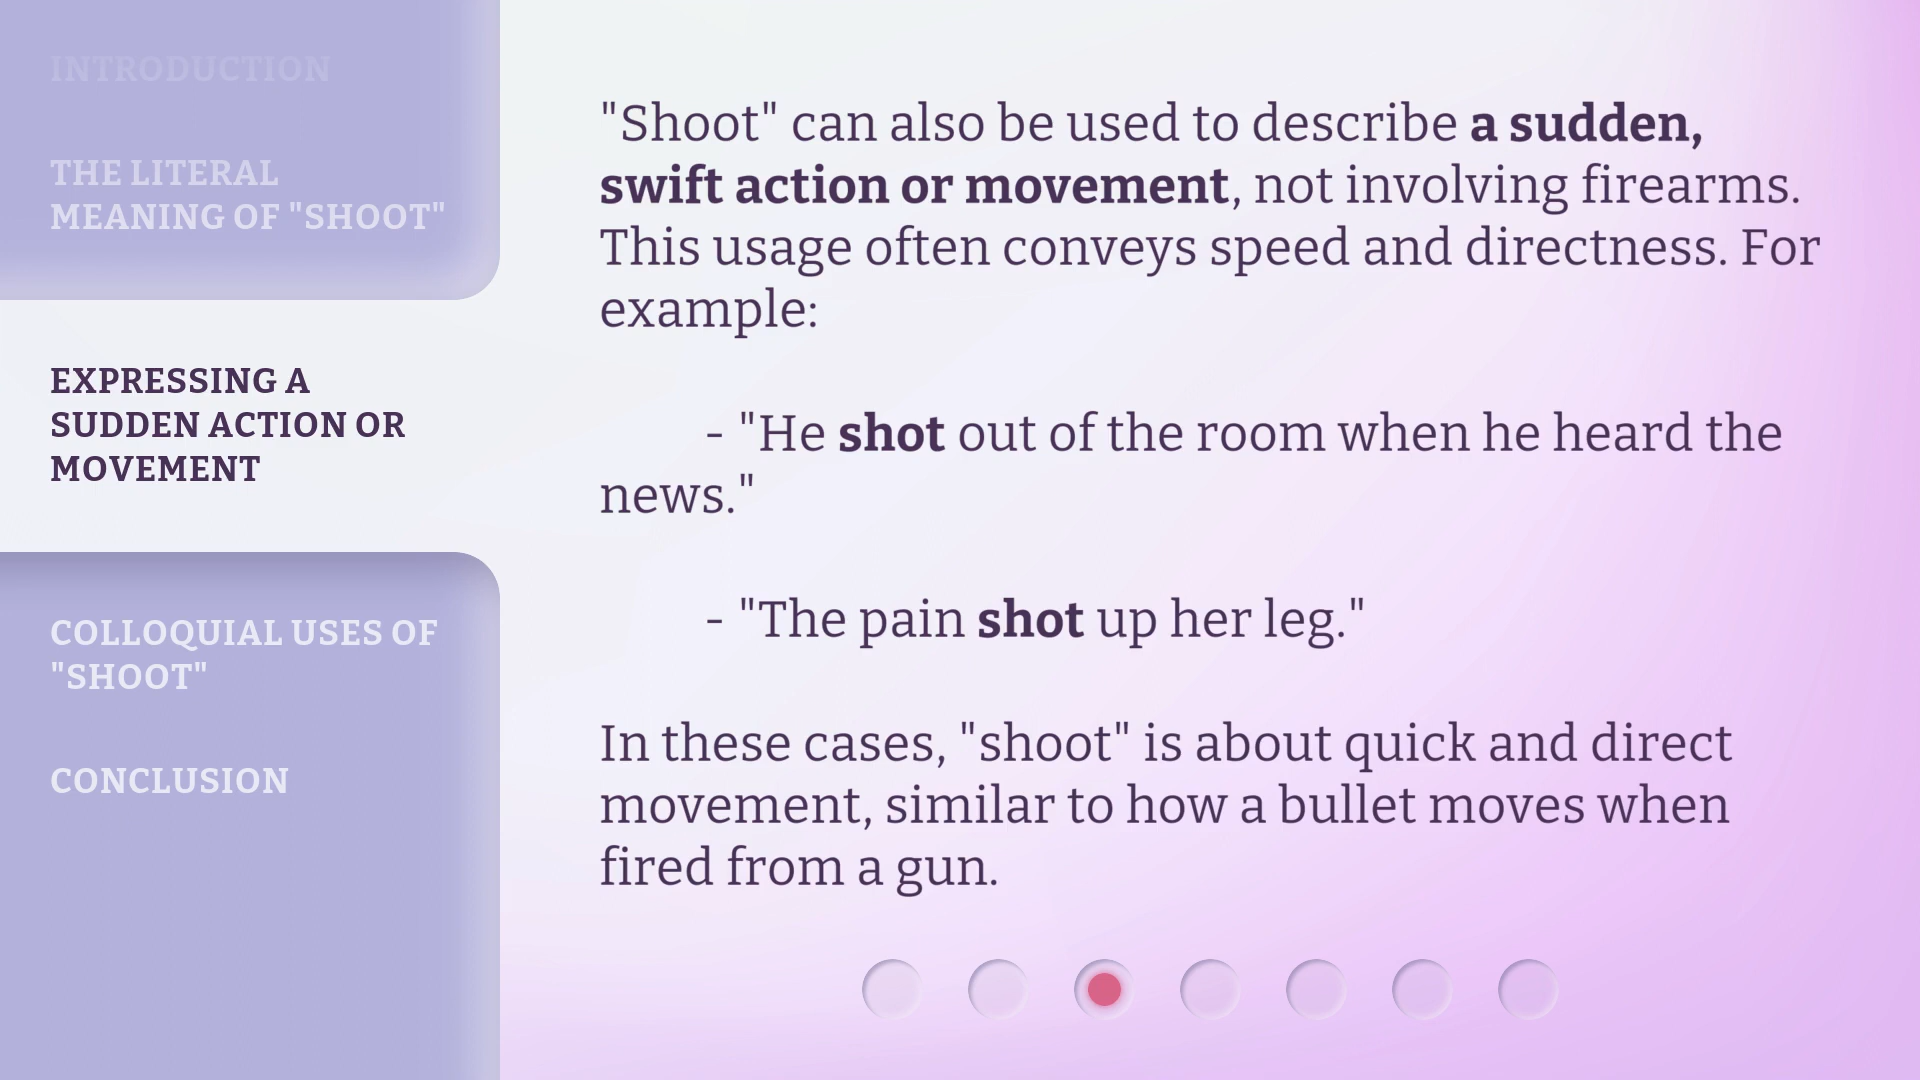 INTRODUCTION
THE LITERAL
MEANING OF "SHOOT"
EXPRESSING A
SUDDEN ACTION OR
MOVEMENT
COLLOQUIAL USES OF
"SHOOT"
CONCLUSION
"Shoot" can also be used to describe a sudden,
swift action or movement, not involving firearms.
This usage often conveys speed and directness. For
example:
- "He shot out of the room when he heard the
news."
- "The pain shot up her leg."
In these cases, "shoot" is about quick and direct
movement, similar to how a bullet moves when
fired from a gun.